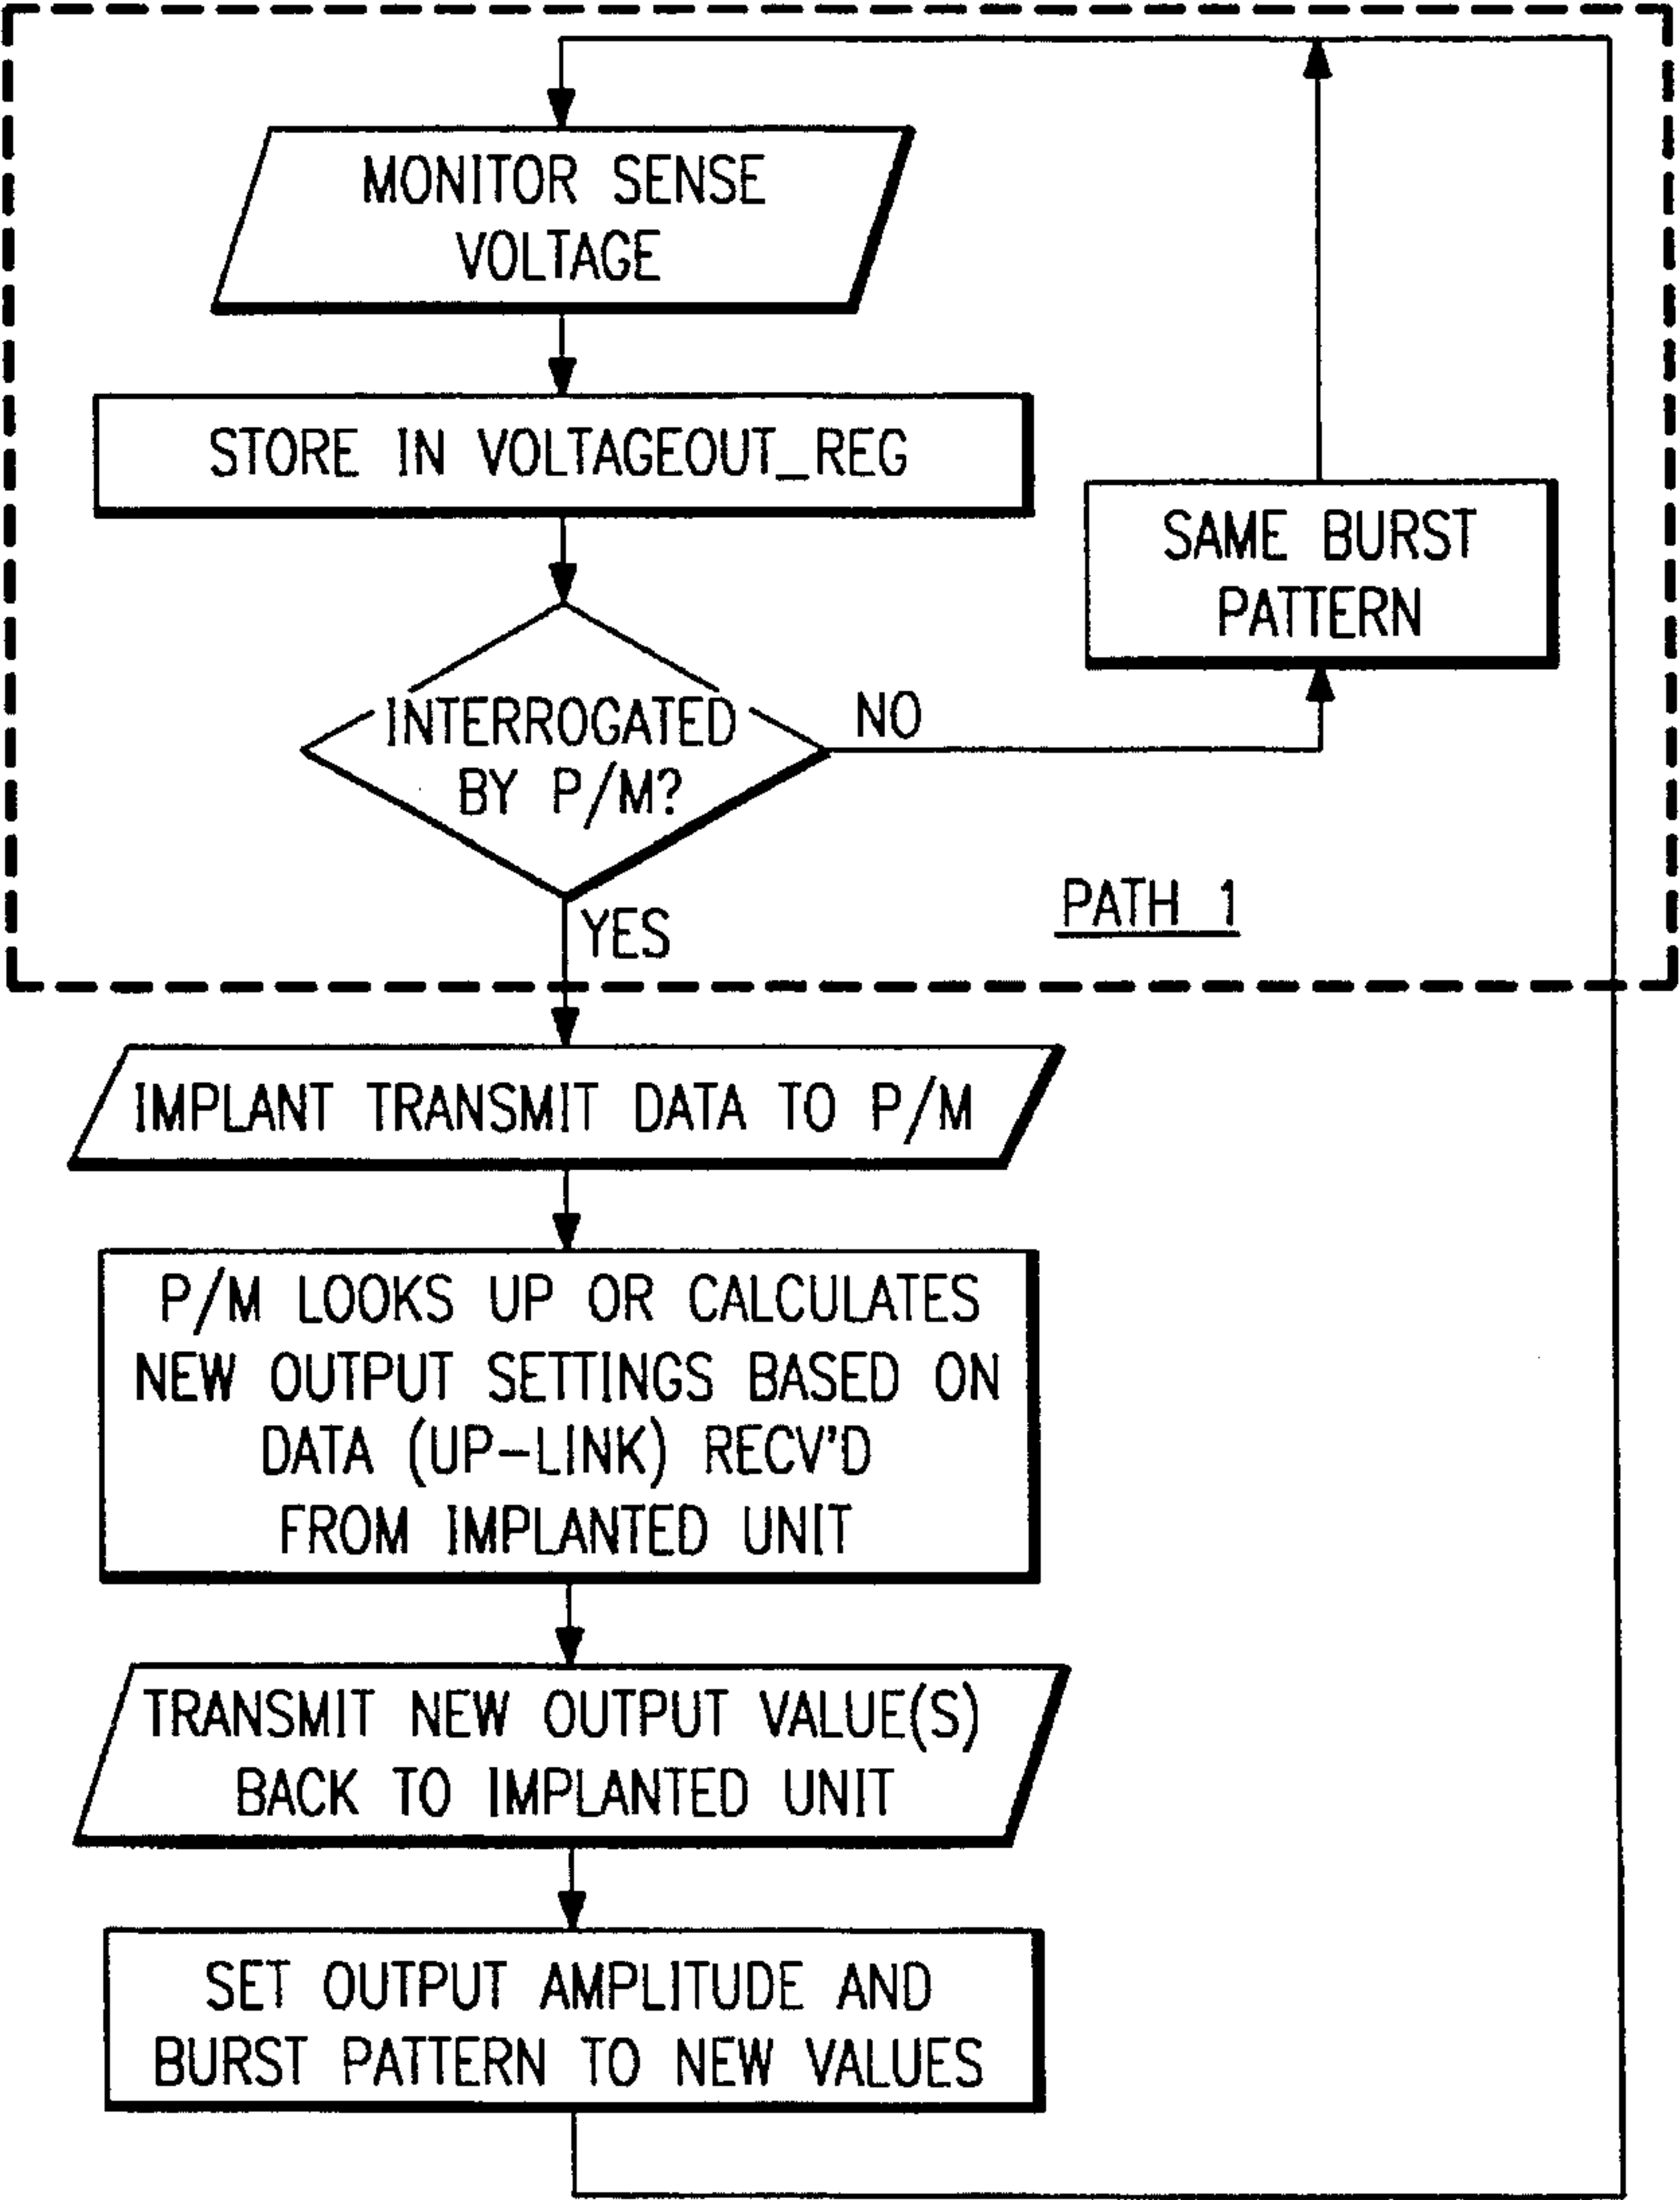 MONITOR SENSE
VOLTAGE
STORE IN VOLTAGEOUT_REG
SAME BURST
PATTERN
INTERROGATED
BY P/M?
NO
YES
PATH 1
IMPLANT TRANSMIT DATA TO P/M
P/M LOOKS UP OR CALCULATES
NEW OUTPUT SETTINGS BASED ON
DATA (UP-LINK) RECV'D
FROM IMPLANTED UNIT
TRANSMIT NEW OUTPUT VALUE(S)
BACK TO IMPLANTED UNIT
SET OUTPUT AMPLITUDE AND
BURST PATTERN TO NEW VALUES